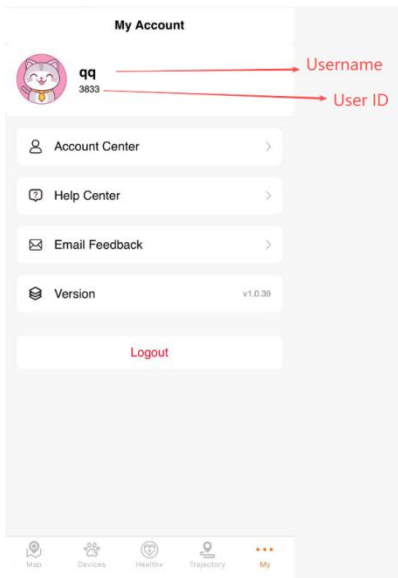 My Account
qq
Username
3833
User ID
Account Center
Help Center
Email Feedback
Version v1.0.39
Logout
Map Devices Health+ Trajectory My